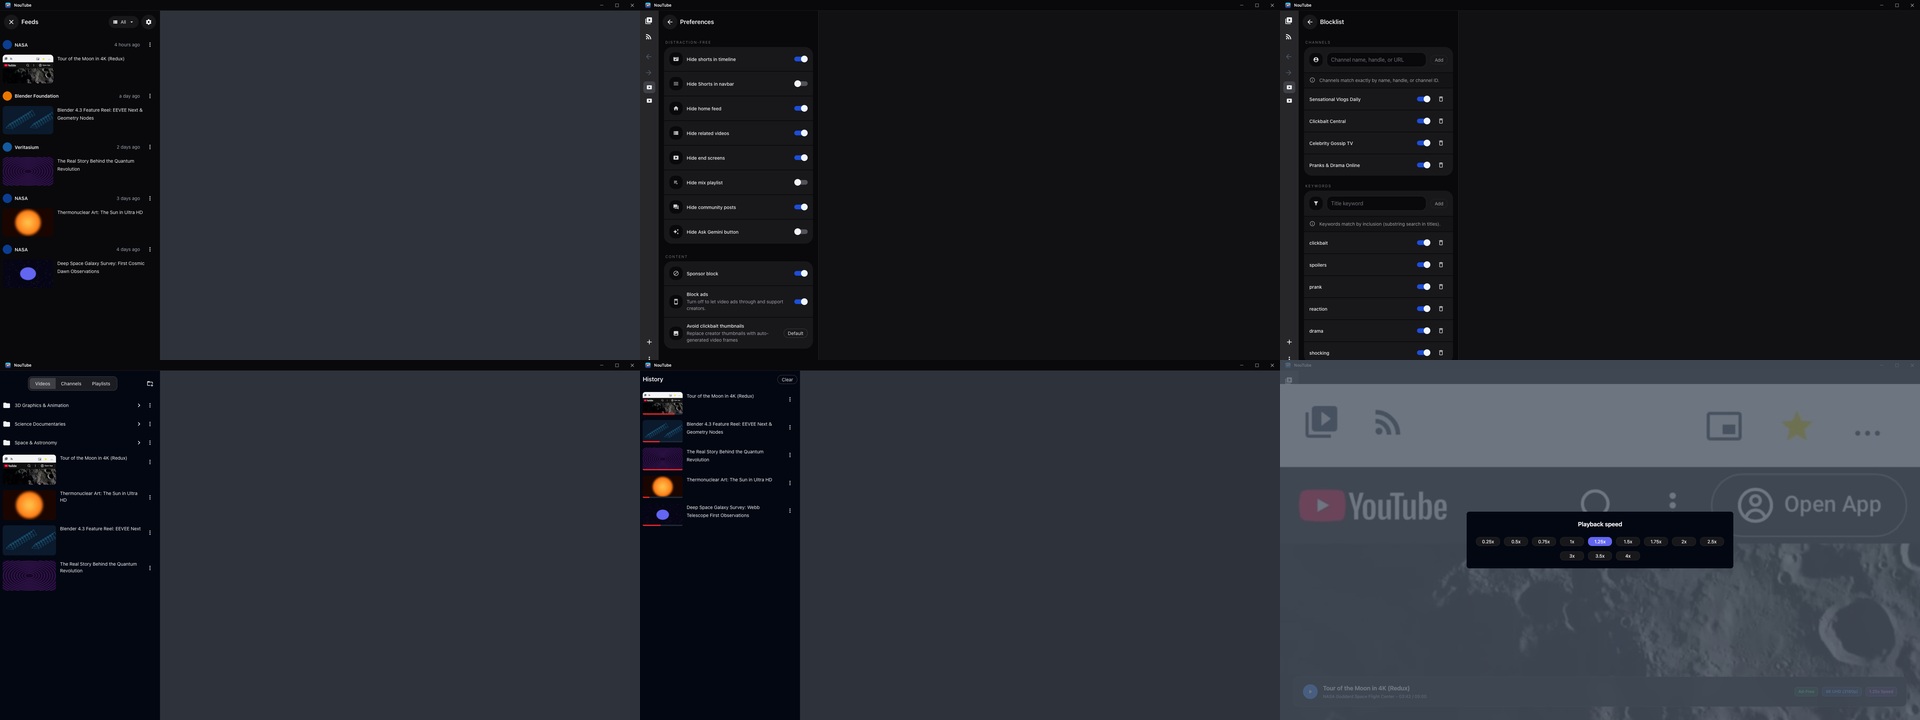 NouTube
Feeds
All
NASA
4 hours ago
Tour of the Moon in 4K (Redux)
Blender Foundation
a day ago
Blender 4.3 Feature Reel: EEVEE Next &
Geometry Nodes
Veritasium
2 days ago
The Real Story Behind the Quantum
Revolution
NASA
3 days ago
Thermonuclear Art: The Sun in Ultra HD
NASA
4 days ago
Deep Space Galaxy Survey: First Cosmic
Dawn Observations
NouTube
Preferences
DISTRACTION FREE
Hide shorts in timeline
Hide Shorts in navbar
Hide home feed
Hide related videos
Hide end screens
Hide mix playlist
Hide community posts
Hide Ask Gemini button
CONTENT
Sponsor block
Block ads
Turn off to let video ads through and support
creators.
Avoid clickbait thumbnails
Replace creator thumbnails with auto-
generated video frames.
Default
NouTube
Blocklist
CHANNELS
Channel name, handle, or URL
Add
Channels match exactly by name, handle, or channel ID.
Sensational Vlogs Daily
Clickbait Central
Celebrity Gossip TV
Pranks & Drama Online
KEYWORDS
Title keyword
Add
Keywords match by inclusion (substring search in titles).
clickbait
spoilers
prank
reaction
drama
shocking
NouTube
Videos
Channels
Playlists
3D Graphics & Animation
Science Documentaries
Space & Astronomy
Tour of the Moon in 4K (Redux)
Thermonuclear Art: The Sun in Ultra
HD
Blender 4.3 Feature Reel: EEVEE Next
The Real Story Behind the Quantum
Revolution
NouTube
History
Clear
Tour of the Moon in 4K (Redux)
Blender 4.3 Feature Reel: EEVEE Next &
Geometry Nodes
The Real Story Behind the Quantum
Revolution
Thermonuclear Art: The Sun in Ultra HD
Deep Space Galaxy Survey: Webb
Telescope First Observations
NouTube
YouTube
Open App
Playback speed
0.25x
0.5x
0.75x
1x
1.25x
1.5x
1.75x
2x
2.5x
3x
3.5x
4x
Tour of the Moon in 4K (Redux)